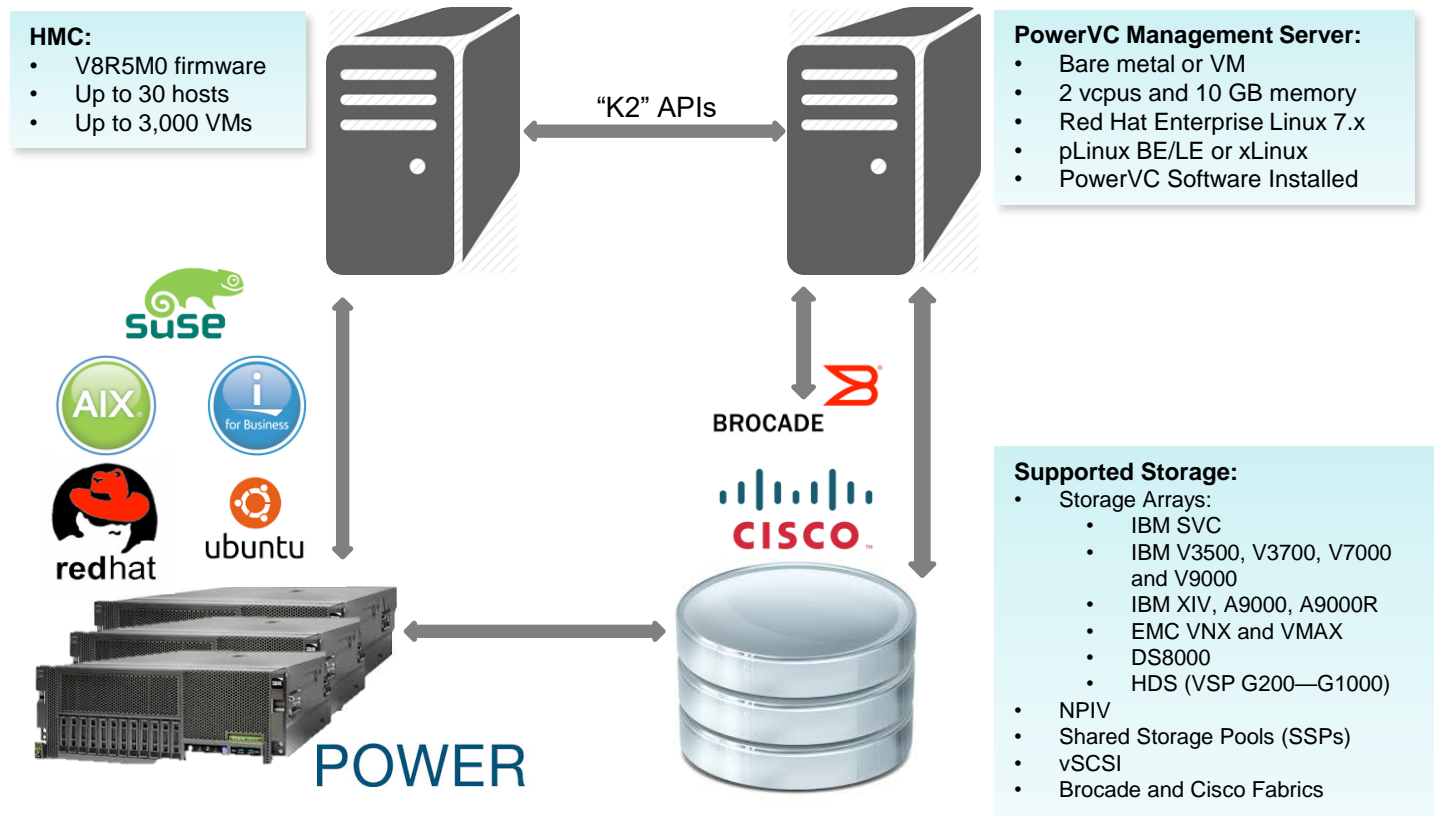 HMC:
• V8R5M0 firmware
• Up to 30 hosts
• Up to 3,000 VMs
“K2” APIs
PowerVC Management Server:
• Bare metal or VM
• 2 vcpus and 10 GB memory
• Red Hat Enterprise Linux 7.x
• pLinux BE/LE or xLinux
• PowerVC Software Installed
SUSE
AIX
i
for Business
redhat
ubuntu
BROCADE
CISCO
POWER
Supported Storage:
• Storage Arrays:
• IBM SVC
• IBM V3500, V3700, V7000
and V9000
• IBM XIV, A9000, A9000R
• EMC VNX and VMAX
• DS8000
• HDS (VSP G200—G1000)
• NPIV
• Shared Storage Pools (SSPs)
• vSCSI
• Brocade and Cisco Fabrics